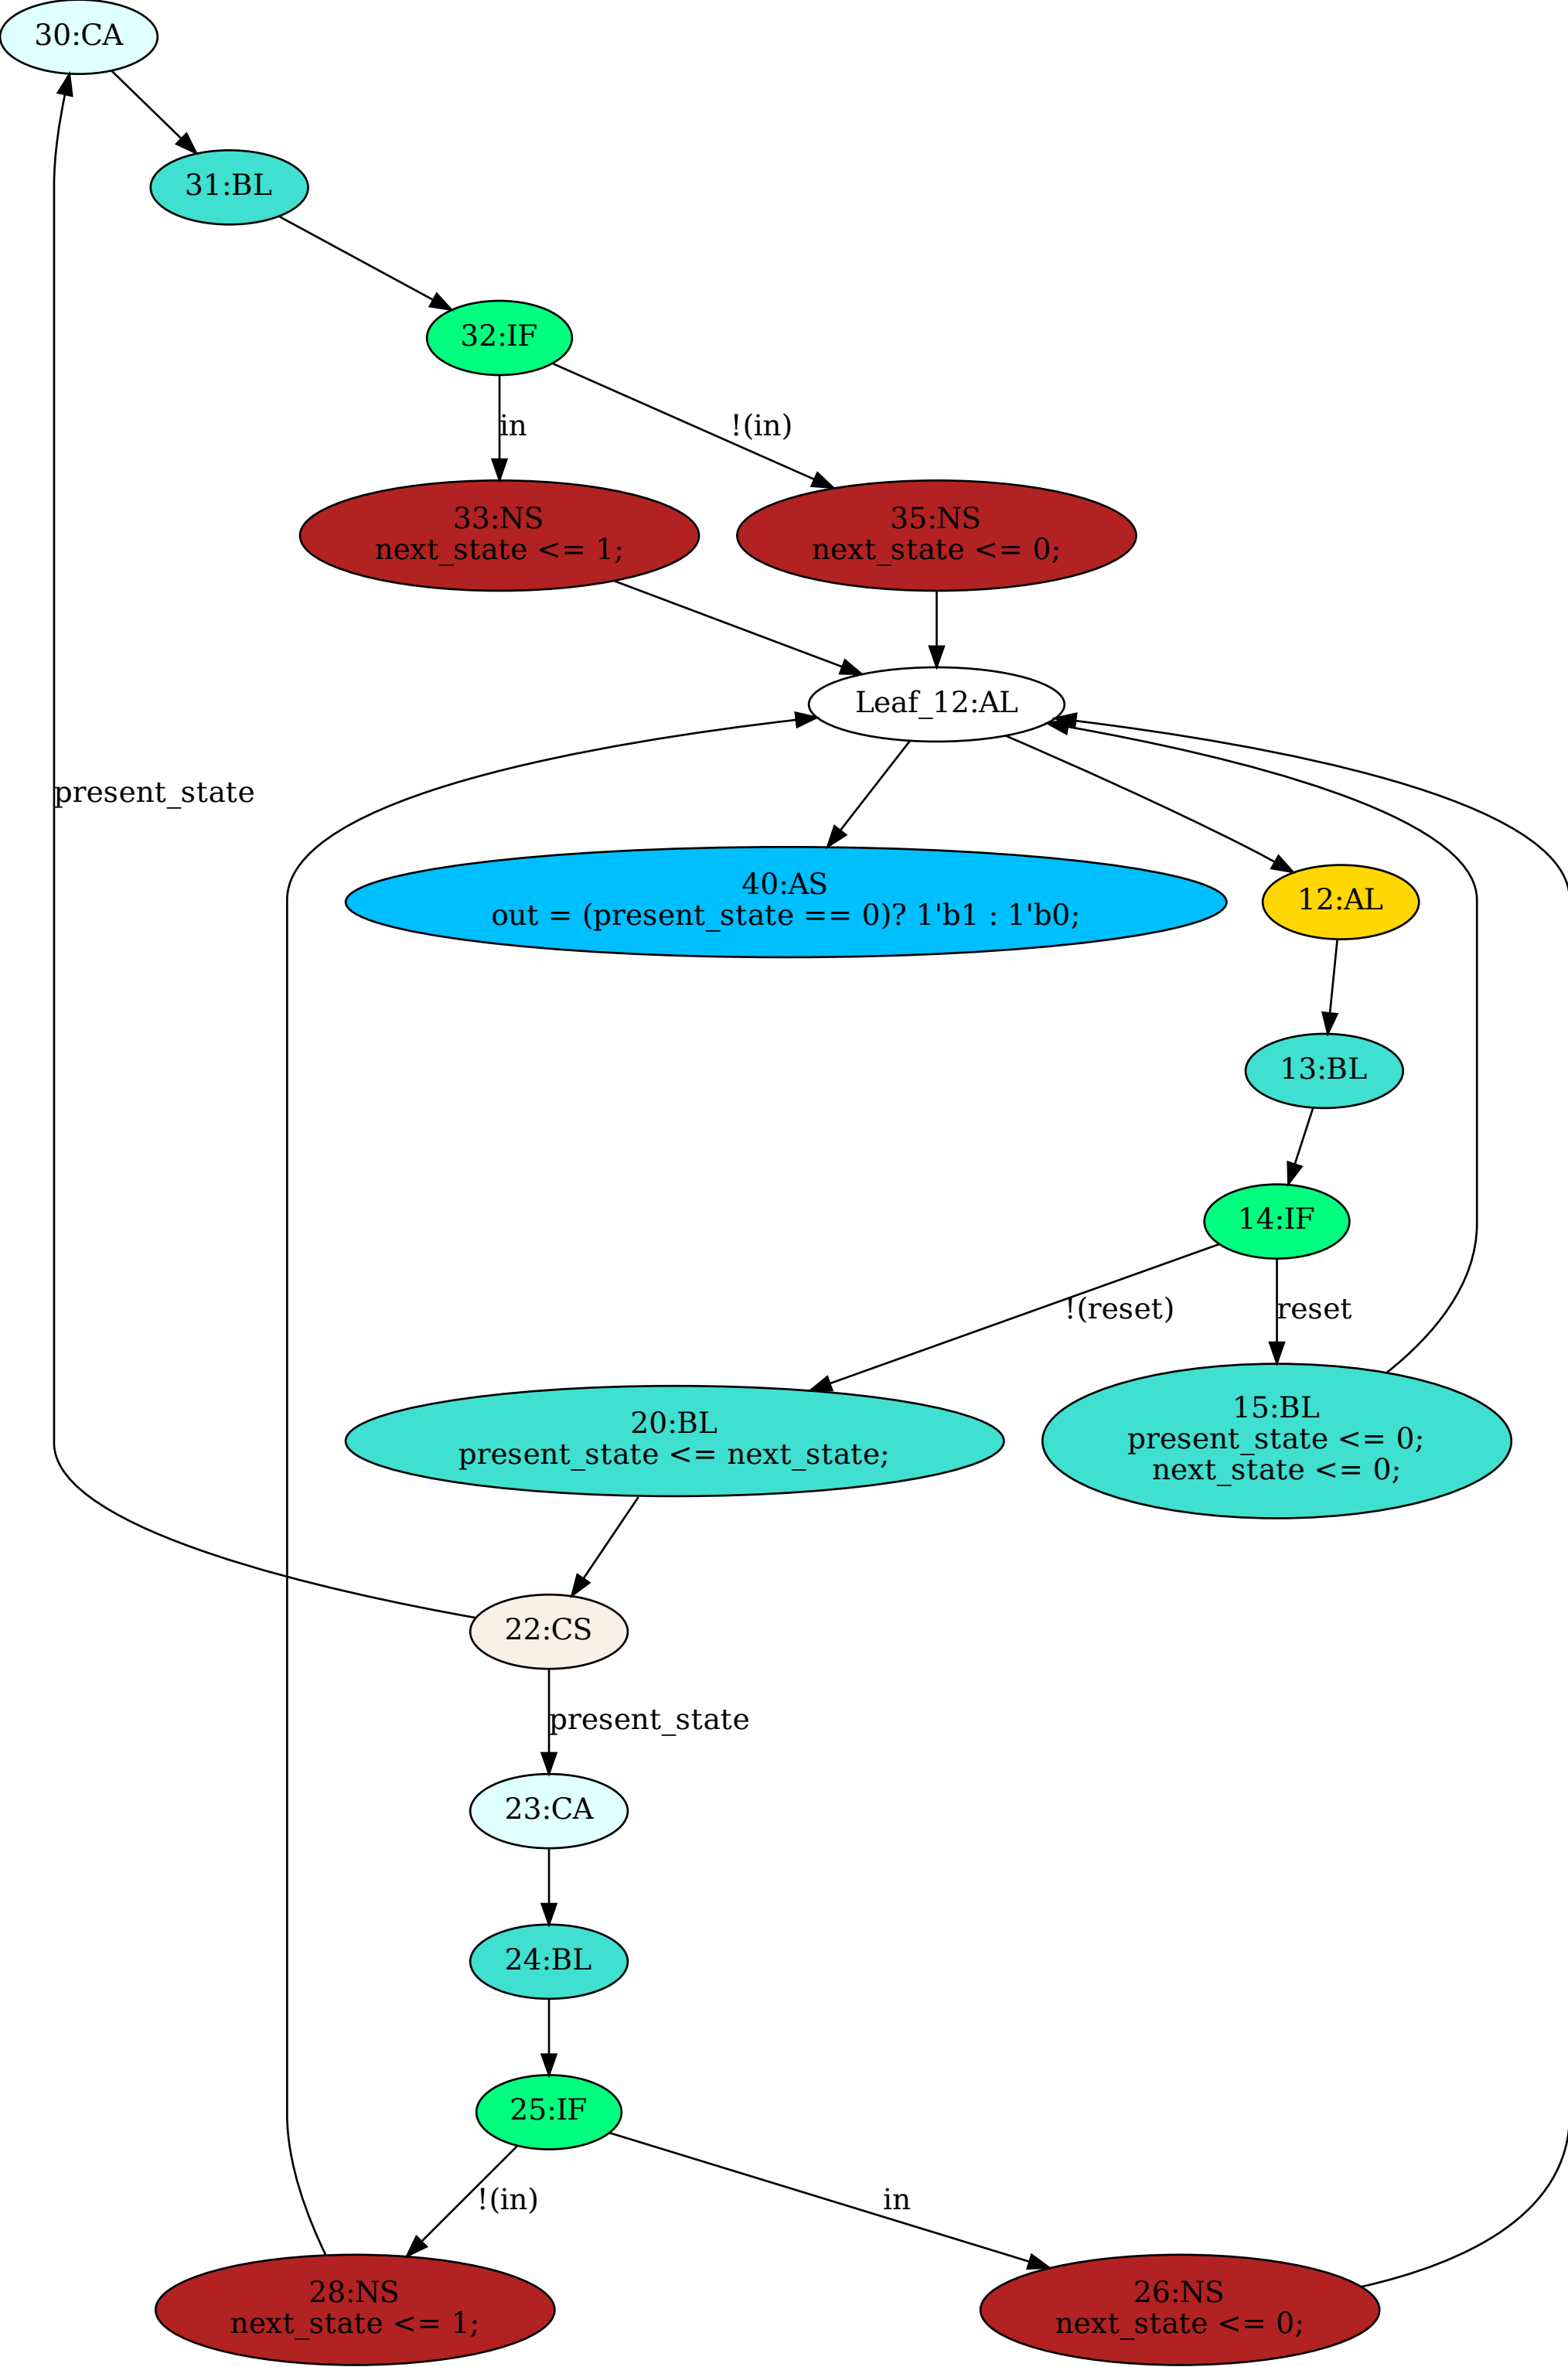 30:CA
31:BL
32:IF
in
!(in)
33:NS
next_state <= 1;
35:NS
next_state <= 0;
Leaf_12:AL
present_state
40:AS
out = (present_state == 0)? 1'b1 : 1'b0;
12:AL
13:BL
14:IF
!(reset)
reset
20:BL
present_state <= next_state;
15:BL
present_state <= 0;
next_state <= 0;
22:CS
present_state
23:CA
24:BL
25:IF
!(in)
in
28:NS
next_state <= 1;
26:NS
next_state <= 0;